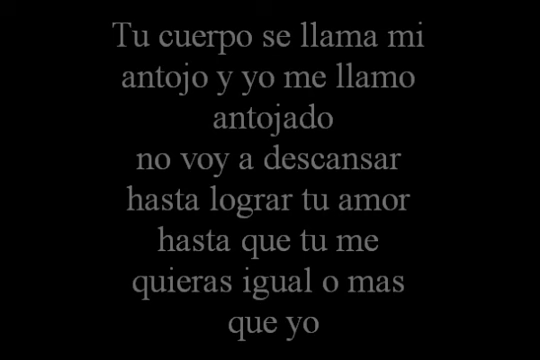 Tu cuerpo se llama mi
antojo y yo me llamo
antojado
no voy a descansar
hasta lograr tu amor
hasta que tu me
quieras igual o mas
que yo